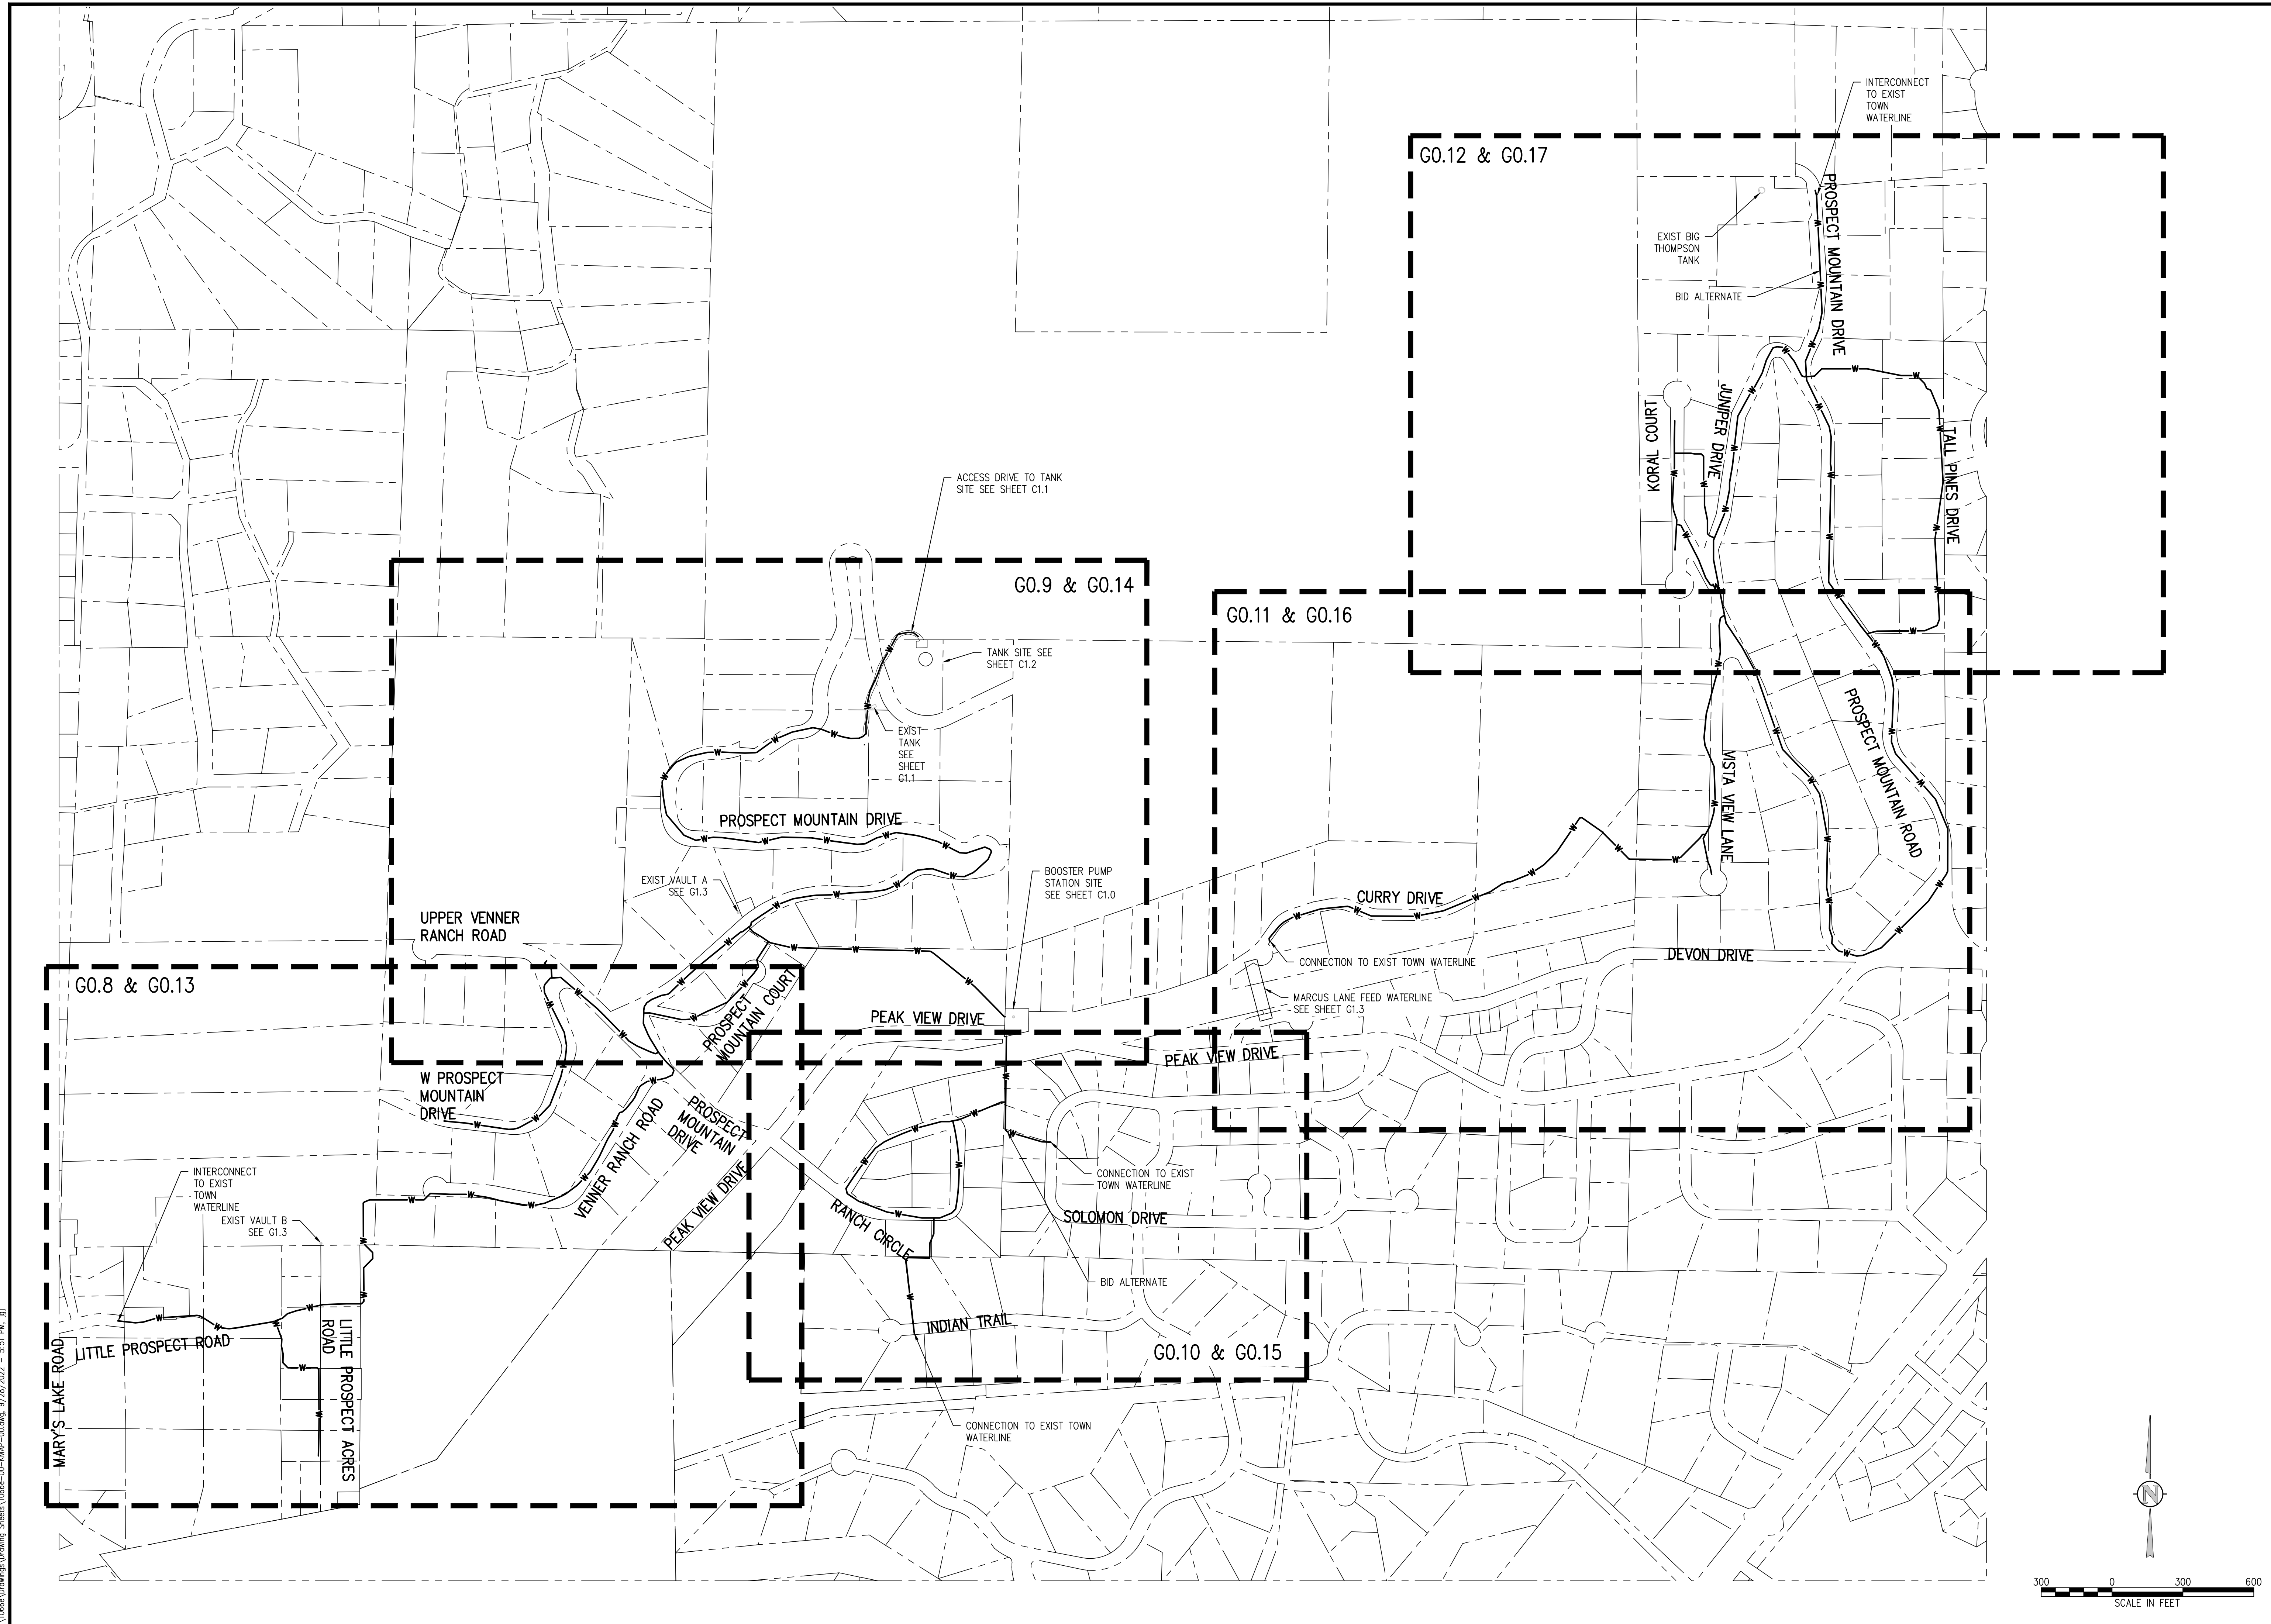 INTERCONNECT
TO EXIST
TOWN
WATERLINE
G0.12 & G0.17
PROSPECT MOUNTAIN DRIVE
EXIST BIG
THOMPSON
TANK
BID ALTERNATE
KORAL COURT
JUNIPER DRIVE
TALL PINES DRIVE
ACCESS DRIVE TO TANK
SITE SEE SHEET C1.1
G0.9 & G0.14
G0.11 & G0.16
TANK SITE SEE
SHEET C1.2
EXIST
TANK
SEE
SHEET
G1.1
PROSPECT MOUNTAIN ROAD
VISTA VIEW LANE
PROSPECT MOUNTAIN DRIVE
EXIST VAULT A
SEE G1.3
BOOSTER PUMP
STATION SITE
SEE SHEET C1.0
CURRY DRIVE
UPPER VENNER
RANCH ROAD
DEVON DRIVE
CONNECTION TO EXIST TOWN WATERLINE
G0.8 & G0.13
MARCUS LANE FEED WATERLINE
SEE SHEET G1.3
PROSPECT
MOUNTAIN COURT
PEAK VIEW DRIVE
PEAK VIEW DRIVE
W PROSPECT
MOUNTAIN
DRIVE
PROSPECT
MOUNTAIN
DRIVE
VENNER RANCH ROAD
PEAK VIEW DRIVE
INTERCONNECT
TO EXIST
TOWN
WATERLINE
EXIST VAULT B
SEE G1.3
CONNECTION TO EXIST
TOWN WATERLINE
RANCH CIRCLE
SOLOMON DRIVE
BID ALTERNATE
INDIAN TRAIL
G0.10 & G0.15
LITTLE PROSPECT ROAD
MARY'S LAKE ROAD
LITTLE PROSPECT ACRES
ROAD
CONNECTION TO EXIST TOWN
WATERLINE
N
300 0 300 600
SCALE IN FEET